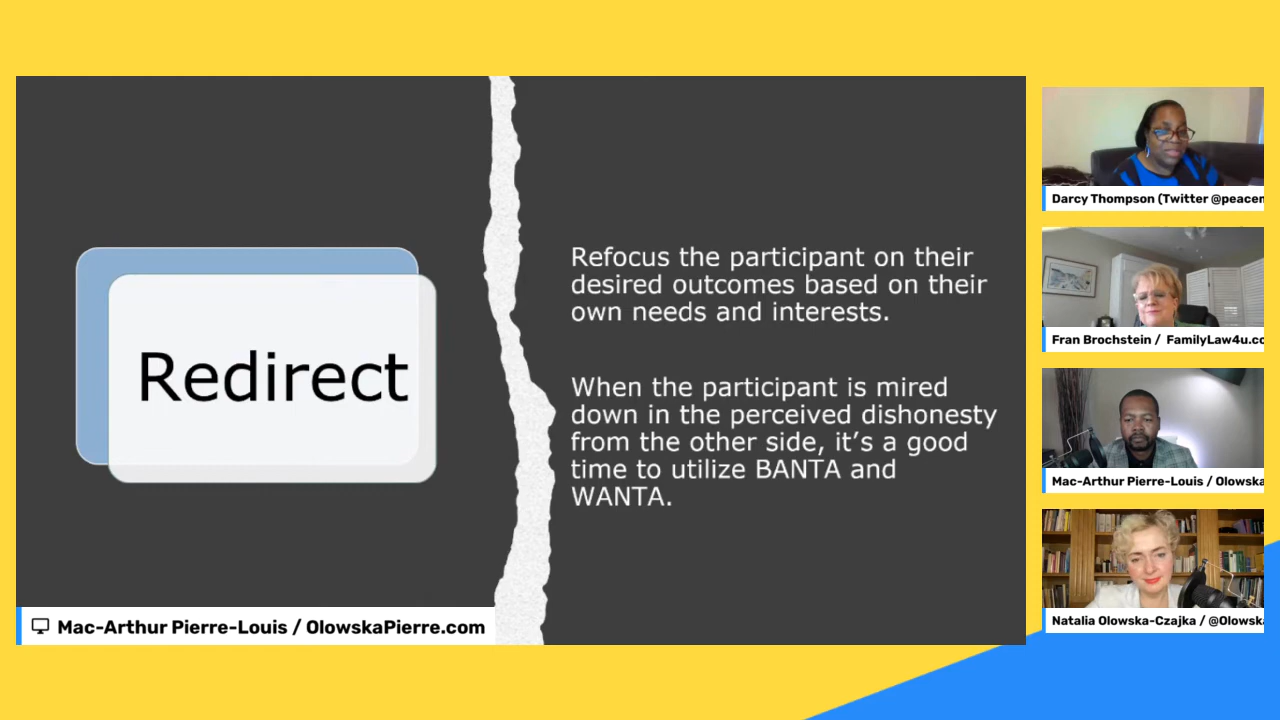 Redirect
Refocus the participant on their
desired outcomes based on their
own needs and interests.
When the participant is mired
down in the perceived dishonesty
from the other side, it’s a good
time to utilize BANTA and
WANTA.
Mac-Arthur Pierre-Louis / OlowskaPierre.com
Darcy Thompson (Twitter @peacem
Fran Brochstein / FamilyLaw4u.co
Mac-Arthur Pierre-Louis / Olowska
Natalia Olowska-Czajka / @Olowska